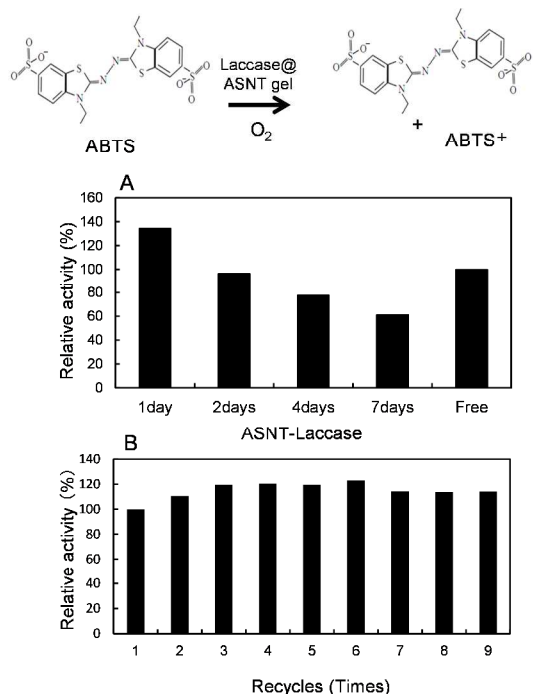 O
O
S
O⁻
S
N
N
N
N
S
S
O⁻
O
O
ABTS
Laccase@
ASNT gel
O₂
O
O
S
O⁻
S
N
N
N
N
S
S
O⁻
O
O
+
ABTS⁺
A
Relative activity (%)
160
140
120
100
80
60
40
20
0
1day 2days 4days 7days Free
ASNT-Laccase
B
Relative activity (%)
140
120
100
80
60
40
20
0
1 2 3 4 5 6 7 8 9
Recycles (Times)